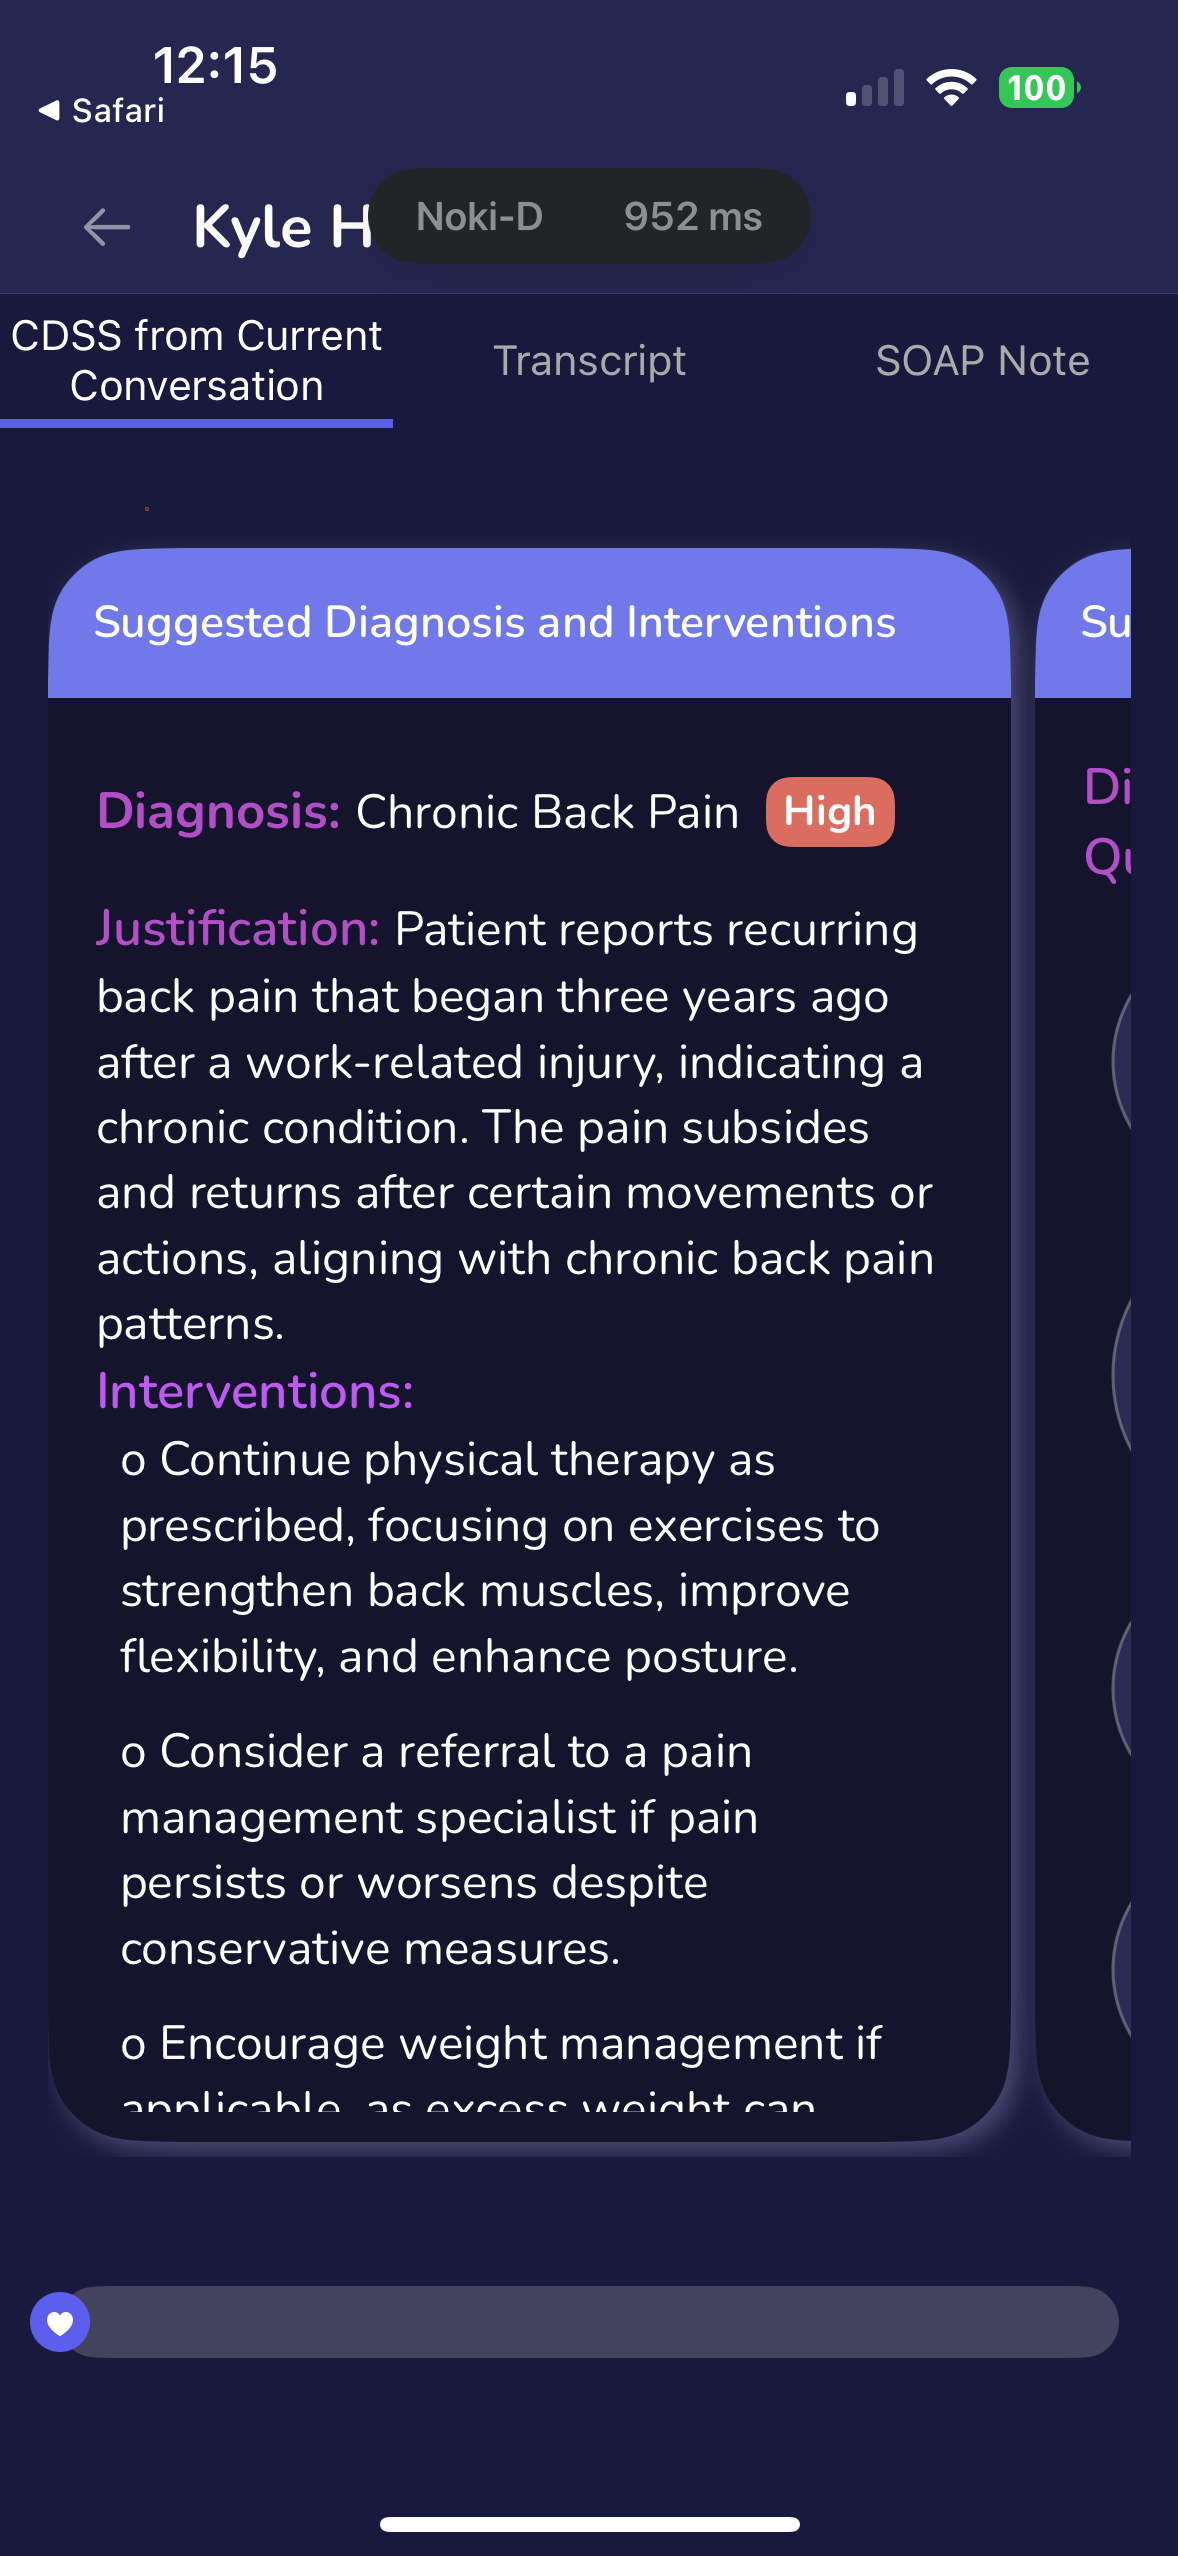 12:15
Safari
100
Kyle H
Noki-D 952 ms
CDSS from Current
Conversation
Transcript
SOAP Note
Suggested Diagnosis and Interventions
Su
Diagnosis: Chronic Back Pain High
Di
Qu
Justification: Patient reports recurring
back pain that began three years ago
after a work-related injury, indicating a
chronic condition. The pain subsides
and returns after certain movements or
actions, aligning with chronic back pain
patterns.
Interventions:
o Continue physical therapy as
prescribed, focusing on exercises to
strengthen back muscles, improve
flexibility, and enhance posture.
o Consider a referral to a pain
management specialist if pain
persists or worsens despite
conservative measures.
o Encourage weight management if
applicable, as excess weight can